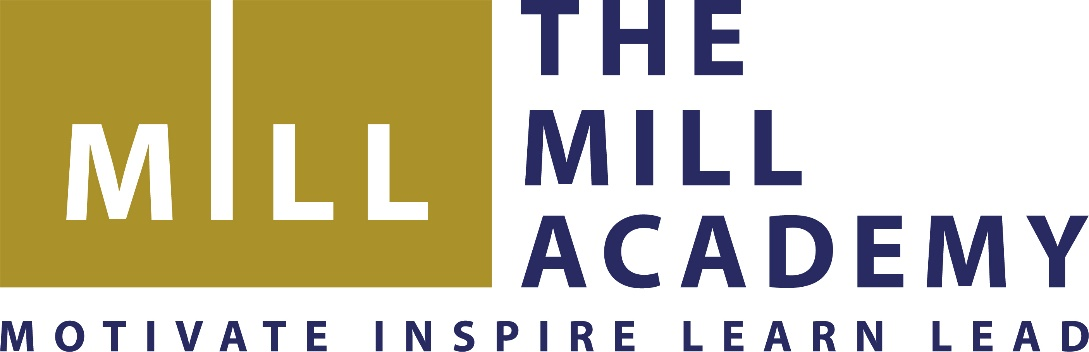 MILL
THE
MILL
ACADEMY
MOTIVATE INSPIRE LEARN LEAD